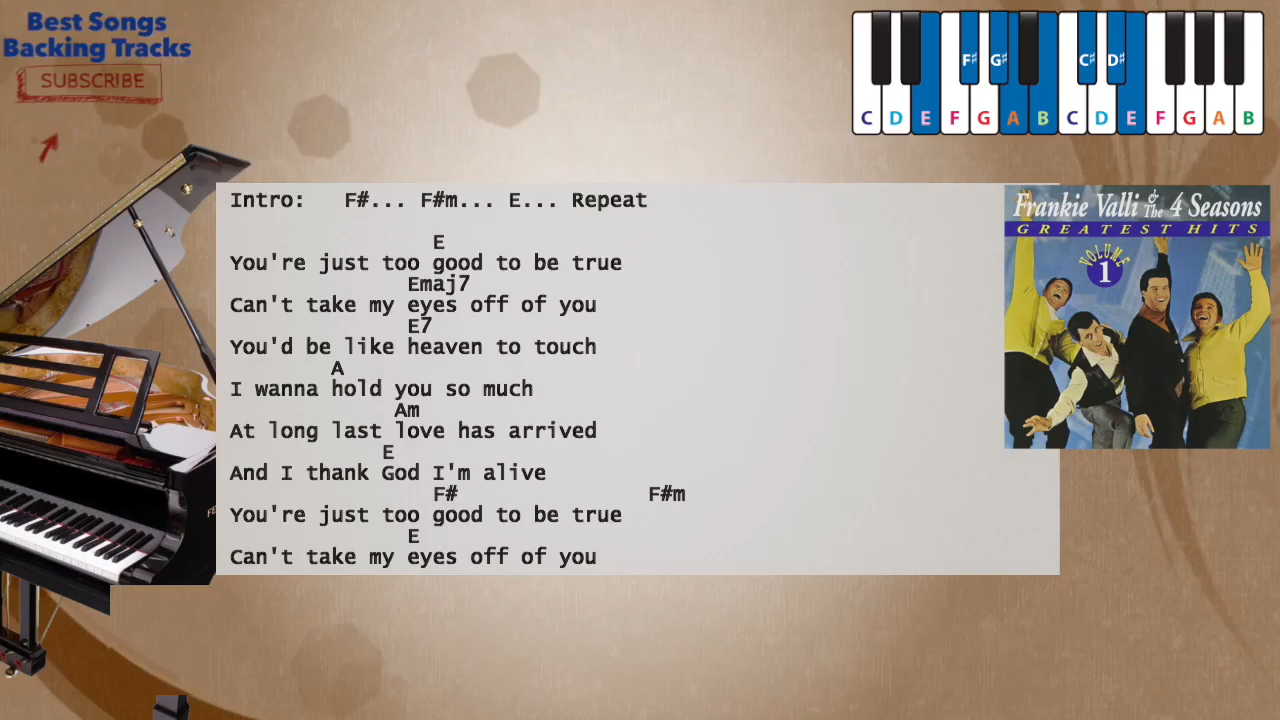 Best Songs
Backing Tracks
SUBSCRIBE
F# G# C# D#
C D E F G A B C D E F G A B
Intro: F#... F#m... E... Repeat
E
You're just too good to be true
Emaj7
Can't take my eyes off of you
E7
You'd be like heaven to touch
A
I wanna hold you so much
Am
At long last love has arrived
E
And I thank God I'm alive
F# F#m
You're just too good to be true
E
Can't take my eyes off of you
Frankie Valli & The 4 Seasons
GREATEST HITS
VOLUME
1